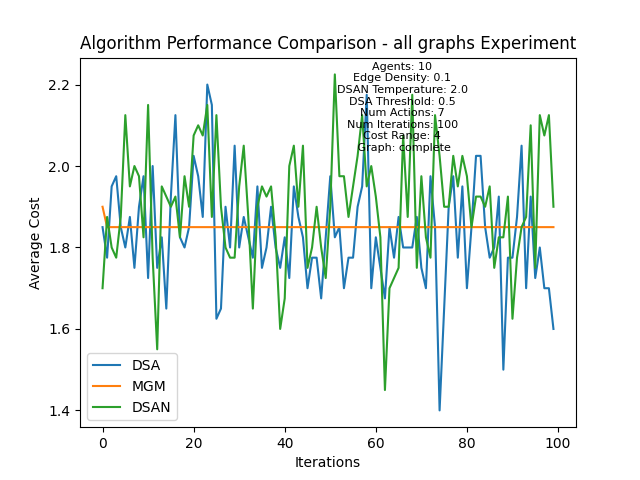 Algorithm Performance Comparison - all graphs Experiment
Agents: 10
Edge Density: 0.1
DSAN Temperature: 2.0
DSA Threshold: 0.5
Num Actions: 7
Num Iterations: 100
Cost Range: 4
Graph: complete
2.2
2.0
1.8
1.6
1.4
Average Cost
DSA
MGM
DSAN
0 20 40 60 80 100
Iterations